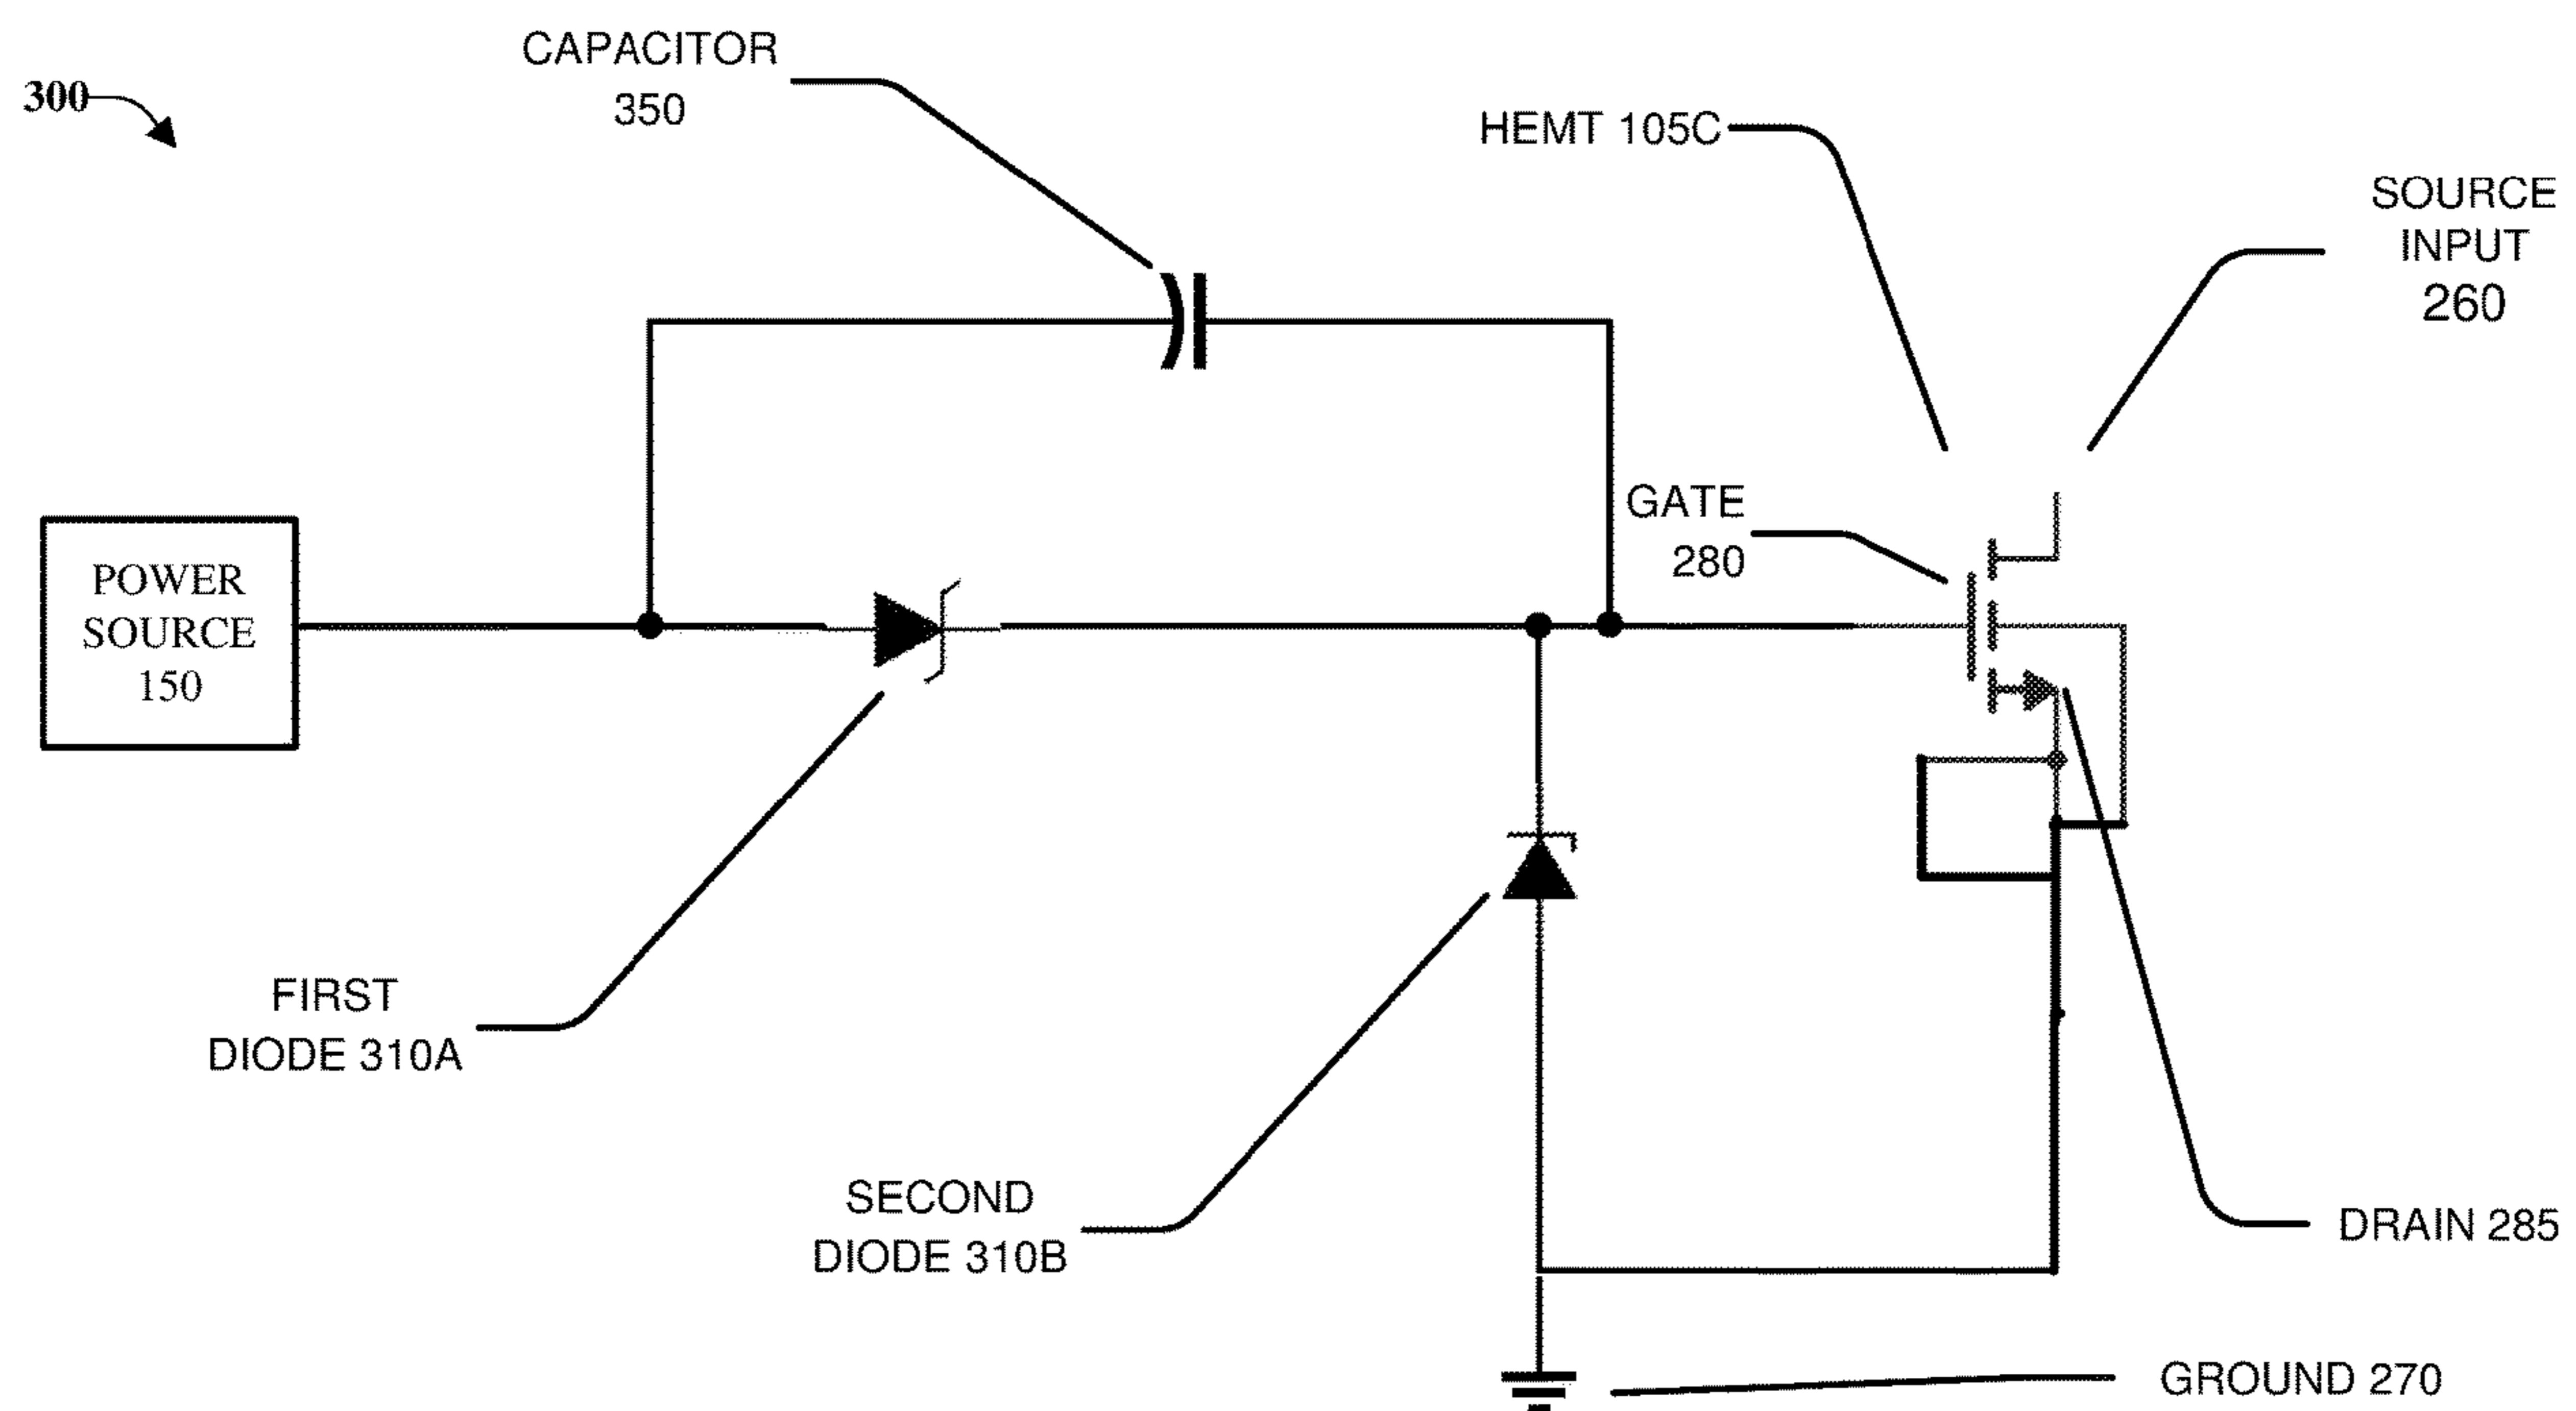 CAPACITOR
350
300
HEMT 105C
SOURCE
INPUT
260
GATE
280
POWER
SOURCE
150
FIRST
DIODE 310A
SECOND
DIODE 310B
DRAIN 285
GROUND 270